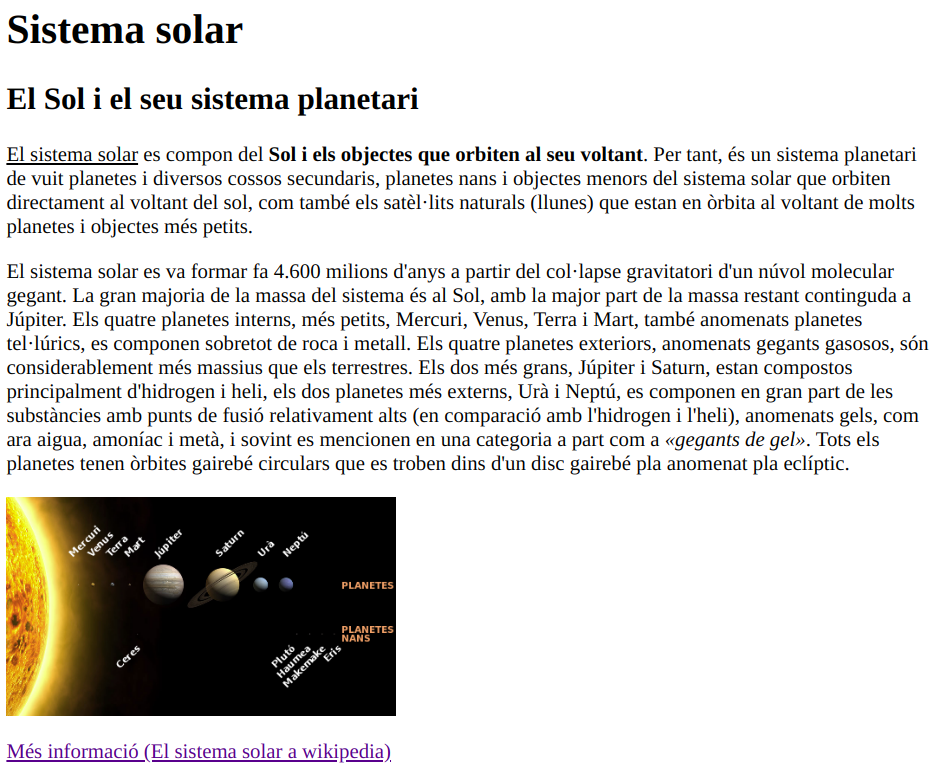 Sistema solar
El Sol i el seu sistema planetari
El sistema solar es compon del Sol i els objectes que orbiten al seu voltant. Per tant, és un sistema planetari
de vuit planetes i diversos cossos secundaris, planetes nans i objectes menors del sistema solar que orbiten
directament al voltant del sol, com també els satèl·lits naturals (llunes) que estan en òrbita al voltant de molts
planetes i objectes més petits.
El sistema solar es va formar fa 4.600 milions d'anys a partir del col·lapse gravitatori d'un núvol molecular
gegant. La gran majoria de la massa del sistema és al Sol, amb la major part de la massa restant continguda a
Júpiter. Els quatre planetes interns, més petits, Mercuri, Venus, Terra i Mart, també anomenats planetes
tel·lúrics, es componen sobretot de roca i metall. Els quatre planetes exteriors, anomenats gegants gasosos, són
considerablement més massius que els terrestres. Els dos més grans, Júpiter i Saturn, estan compostos
principalment d'hidrogen i heli, els dos planetes més externs, Urà i Neptú, es componen en gran part de les
substàncies amb punts de fusió relativament alts (en comparació amb l'hidrogen i l'heli), anomenats gels, com
ara aigua, amoníac i metà, i sovint es mencionen en una categoria a part com a «gegants de gel». Tots els
planetes tenen òrbites gairebé circulars que es troben dins d'un disc gairebé pla anomenat pla eclíptic.
Mercuri
Venus
Terra
Mart
Júpiter
Saturn
Urà
Neptú
PLANETES
PLANETES
NANS
Ceres
Plutó
Haumea
Makemake
Eris
Més informació (El sistema solar a wikipedia)